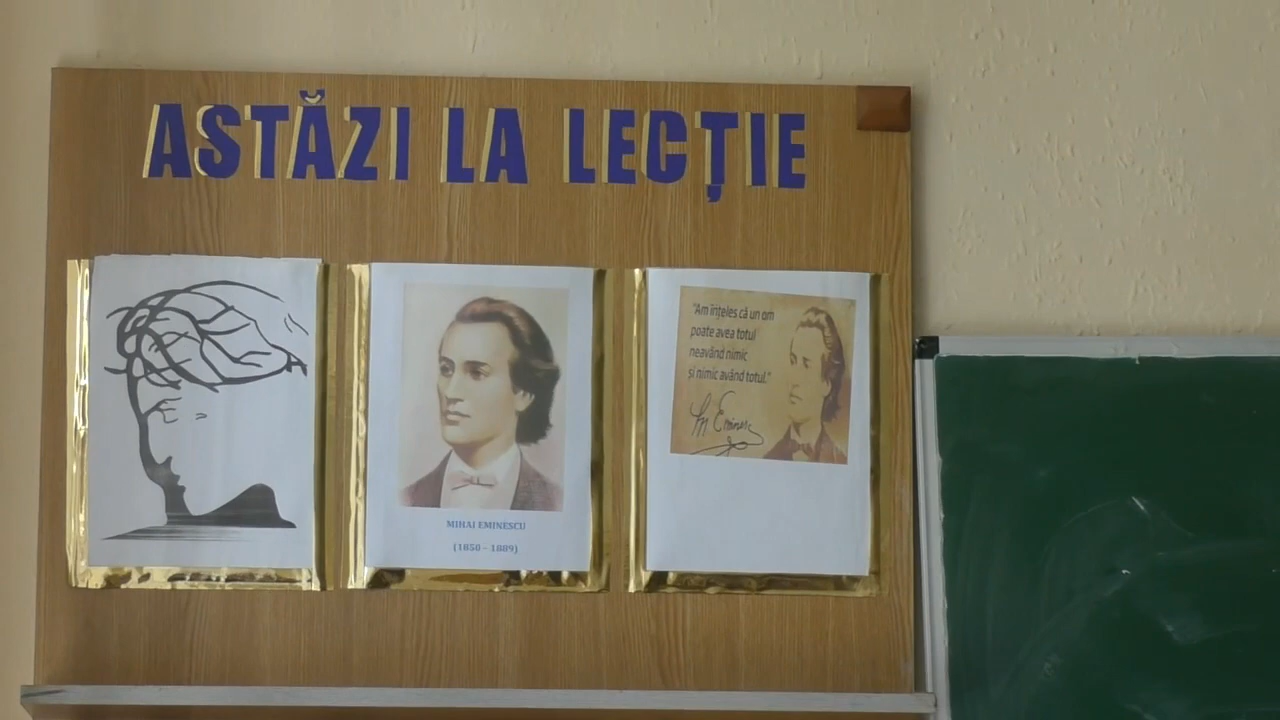 ASTĂZI LA LECȚIE
MIHAI EMINESCU
(1850 – 1889)
"Am înțeles că un om
poate avea totul
neavând nimic
și nimic având totul."
M Eminescu